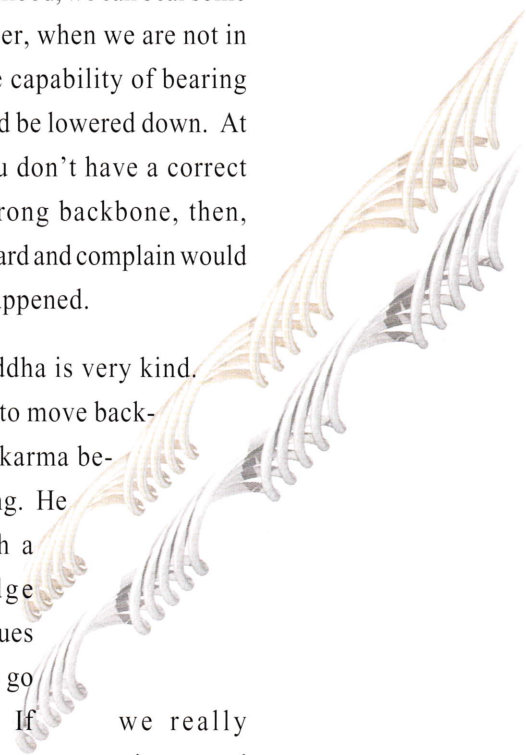 er, when we are not in
capability of bearing
d be lowered down. At
u don't have a correct
rong backbone, then,
ard and complain would
ppened.
ddha is very kind.
to move back-
karma be-
ng. He
h a
lge
ues
go
If we really